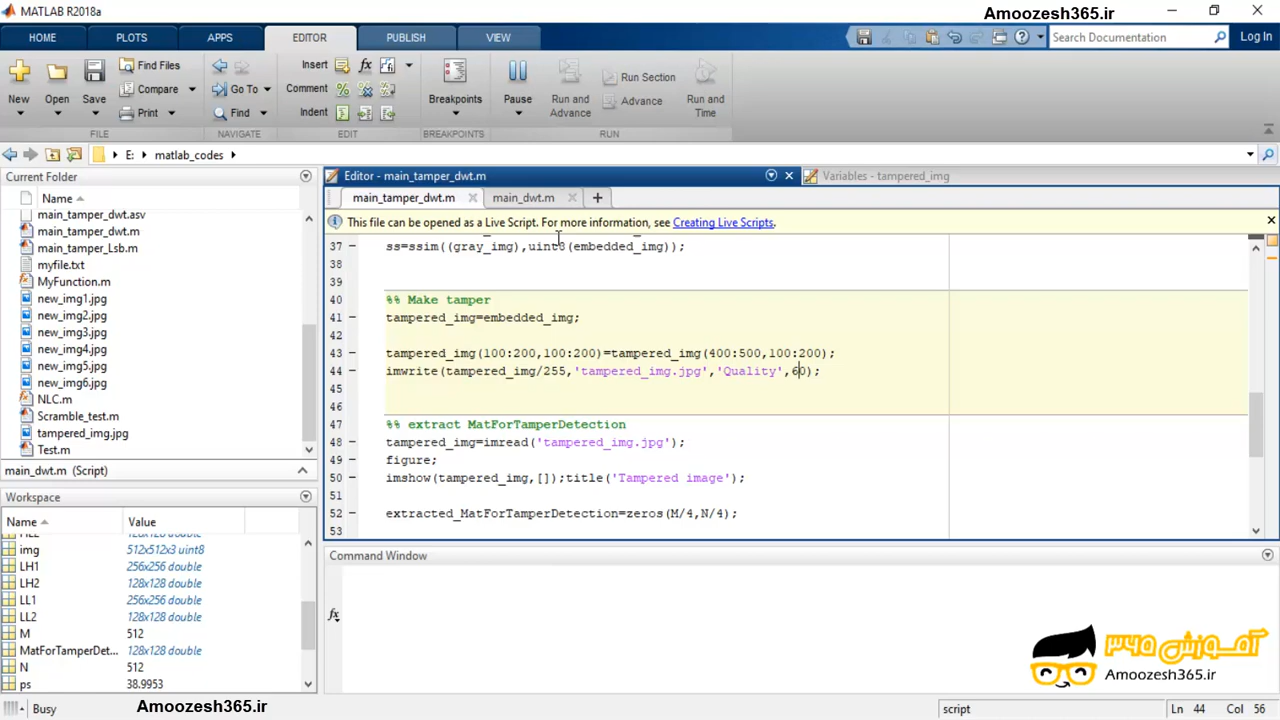 MATLAB R2018a
Amoozesh365.ir
HOME PLOTS APPS EDITOR PUBLISH VIEW
Search Documentation
Log In
New Open Save
Find Files
Compare
Print
Go To
Find
Insert fx
Comment
Indent
Breakpoints
Pause
Run and Advance
Run Section
Advance
Run and Time
FILE NAVIGATE EDIT BREAKPOINTS RUN
E: matlab_codes
Current Folder
Name
main_tamper_dwt.asv
main_tamper_dwt.m
main_tamper_Lsb.m
myfile.txt
MyFunction.m
new_img1.jpg
new_img2.jpg
new_img3.jpg
new_img4.jpg
new_img5.jpg
new_img6.jpg
NLC.m
Scramble_test.m
tampered_img.jpg
Test.m
main_dwt.m (Script)
Workspace
Name Value
img 512x512x3 uint8
LH1 256x256 double
LH2 128x128 double
LL1 256x256 double
LL2 128x128 double
M 512
MatForTamperDet... 128x128 double
N 512
ps 38.9953
Editor - main_tamper_dwt.m
Variables - tampered_img
main_tamper_dwt.m main_dwt.m
This file can be opened as a Live Script. For more information, see Creating Live Scripts.
37 ss=ssim((gray_img),uint8(embedded_img));
38
39
40 %% Make tamper
41 tampered_img=embedded_img;
42
43 tampered_img(100:200,100:200)=tampered_img(400:500,100:200);
44 imwrite(tampered_img/255,'tampered_img.jpg','Quality',60);
45
46
47 %% extract MatForTamperDetection
48 tampered_img=imread('tampered_img.jpg');
49 figure;
50 imshow(tampered_img,[]);title('Tampered image');
51
52 extracted_MatForTamperDetection=zeros(M/4,N/4);
53
Command Window
fx
آموزش ۳۶۵
Amoozesh365.ir
Busy
Amoozesh365.ir
script
Ln 44 Col 56